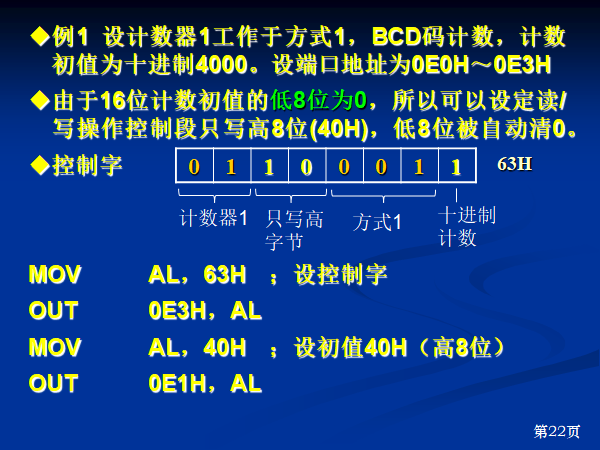 ◆例1 设计数器1工作于方式1，BCD码计数，计数
初值为十进制4000。设端口地址为0E0H～0E3H
◆由于16位计数初值的低8位为0，所以可以设定读/
写操作控制段只写高8位(40H)，低8位被自动清0。
◆控制字 0 1 1 0 0 0 1 1 63H
计数器1 只写高 方式1 十进制
字节 计数
MOV AL，63H ；设控制字
OUT 0E3H，AL
MOV AL，40H ；设初值40H（高8位）
OUT 0E1H，AL
第22页